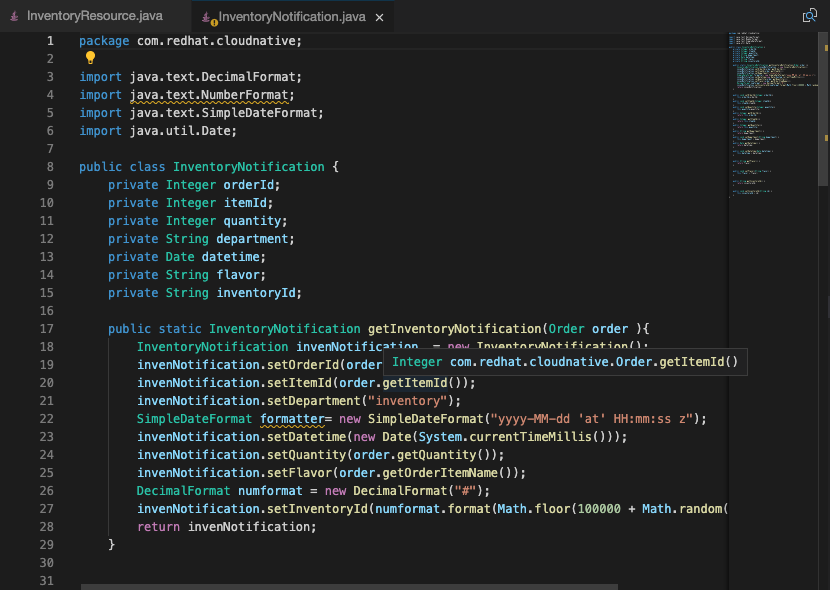 InventoryResource.java
InventoryNotification.java ×
1 package com.redhat.cloudnative;
2
3 import java.text.DecimalFormat;
4 import java.text.NumberFormat;
5 import java.text.SimpleDateFormat;
6 import java.util.Date;
7
8 public class InventoryNotification {
9 private Integer orderId;
10 private Integer itemId;
11 private Integer quantity;
12 private String department;
13 private Date datetime;
14 private String flavor;
15 private String inventoryId;
16
17 public static InventoryNotification getInventoryNotification(Order order ){
18 InventoryNotification invenNotification = new InventoryNotification();
19 invenNotification.setOrderId(order
Integer com.redhat.cloudnative.Order.getItemId()
20 invenNotification.setItemId(order.getItemId());
21 invenNotification.setDepartment("inventory");
22 SimpleDateFormat formatter= new SimpleDateFormat("yyyy-MM-dd 'at' HH:mm:ss z");
23 invenNotification.setDatetime(new Date(System.currentTimeMillis()));
24 invenNotification.setQuantity(order.getQuantity());
25 invenNotification.setFlavor(order.getOrderItemName());
26 DecimalFormat numformat = new DecimalFormat("#");
27 invenNotification.setInventoryId(numformat.format(Math.floor(100000 + Math.random(
28 return invenNotification;
29 }
30
31